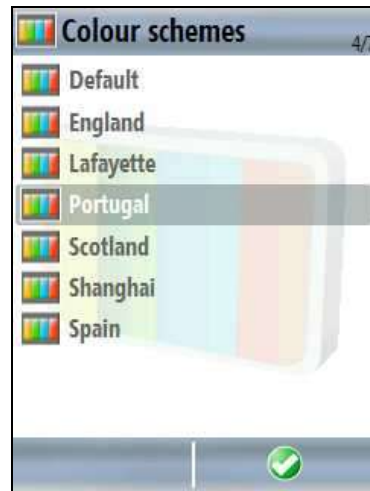 Colour schemes
4/7
Default
England
Lafayette
Portugal
Scotland
Shanghai
Spain